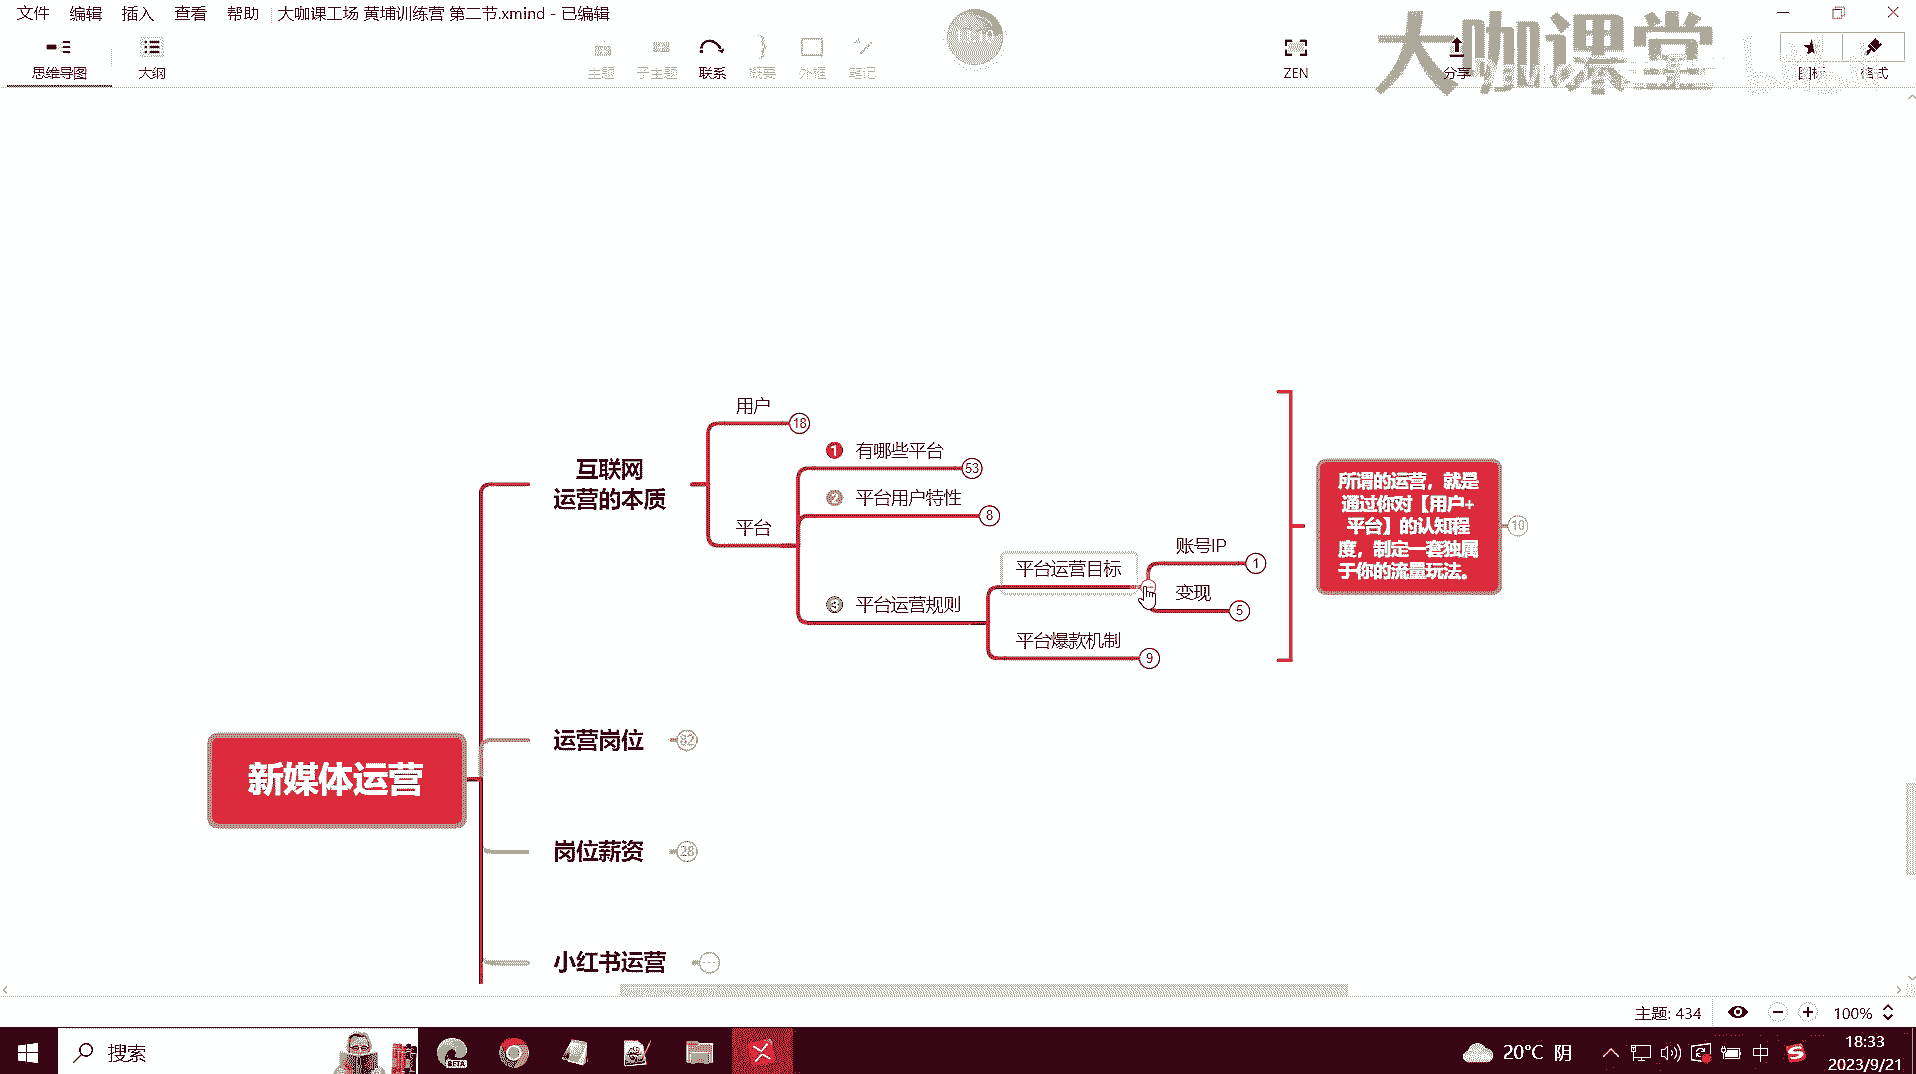 文件 编辑 插入 查看 帮助 大咖课工场 黄埔训练营 第二节.xmind - 已编辑
思维导图 大纲 主题 子主题 联系 概要 外框 笔记 ZEN 分享 图标 格式
大咖课堂
用户 18
1 有哪些平台 53
2 平台用户特性 8
互联网
运营的本质
平台
账号IP 1
平台运营目标
变现 5
3 平台运营规则
平台爆款机制 9
所谓的运营，就是
通过你对【用户+
平台】的认知程
度，制定一套独属
于你的流量玩法。
10
运营岗位 82
新媒体运营
岗位薪资 28
小红书运营
主题: 434 100%
搜索
BETA
20°C 阴
中
18:33
2023/9/21